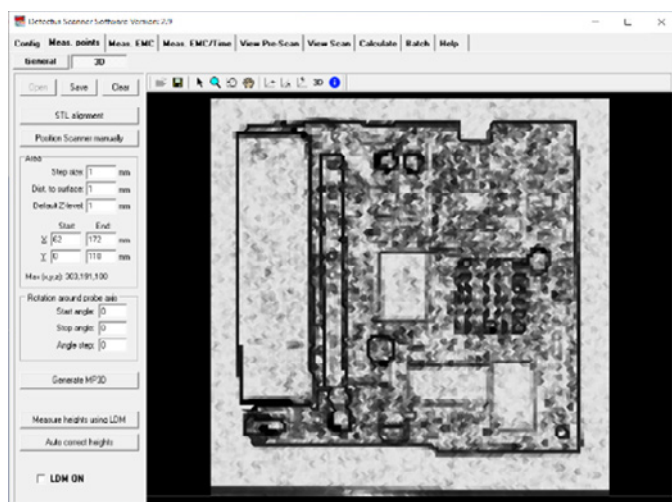 Detectus Scanner Software Version: 2.9
Config Meas. points Meas. EMC Meas. EMC/Time View Pre-Scan View Scan Calculate Batch Help
General 3D
Open Save Clear
3D
STL alignment
Position Scanner manually
Area
Step size: 1 mm
Dist. to surface: 1 mm
Default Z-level: 1 mm
Start: End:
X 62 172 mm
Y 0 118 mm
Max (x,y,z): 303,191,100
Rotation around probe axis
Start angle: 0
Stop angle: 0
Angle step: 0
Generate MP3D
Measure heights using LDM
Auto correct heights
LDM ON